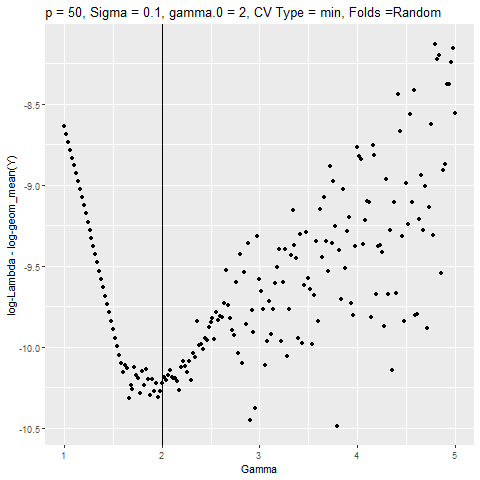 p = 50, Sigma = 0.1, gamma.0 = 2, CV Type = min, Folds =Random
log-Lambda - log-geom_mean(Y)
-8.5
-9.0
-9.5
-10.0
-10.5
1 2 3 4 5
Gamma